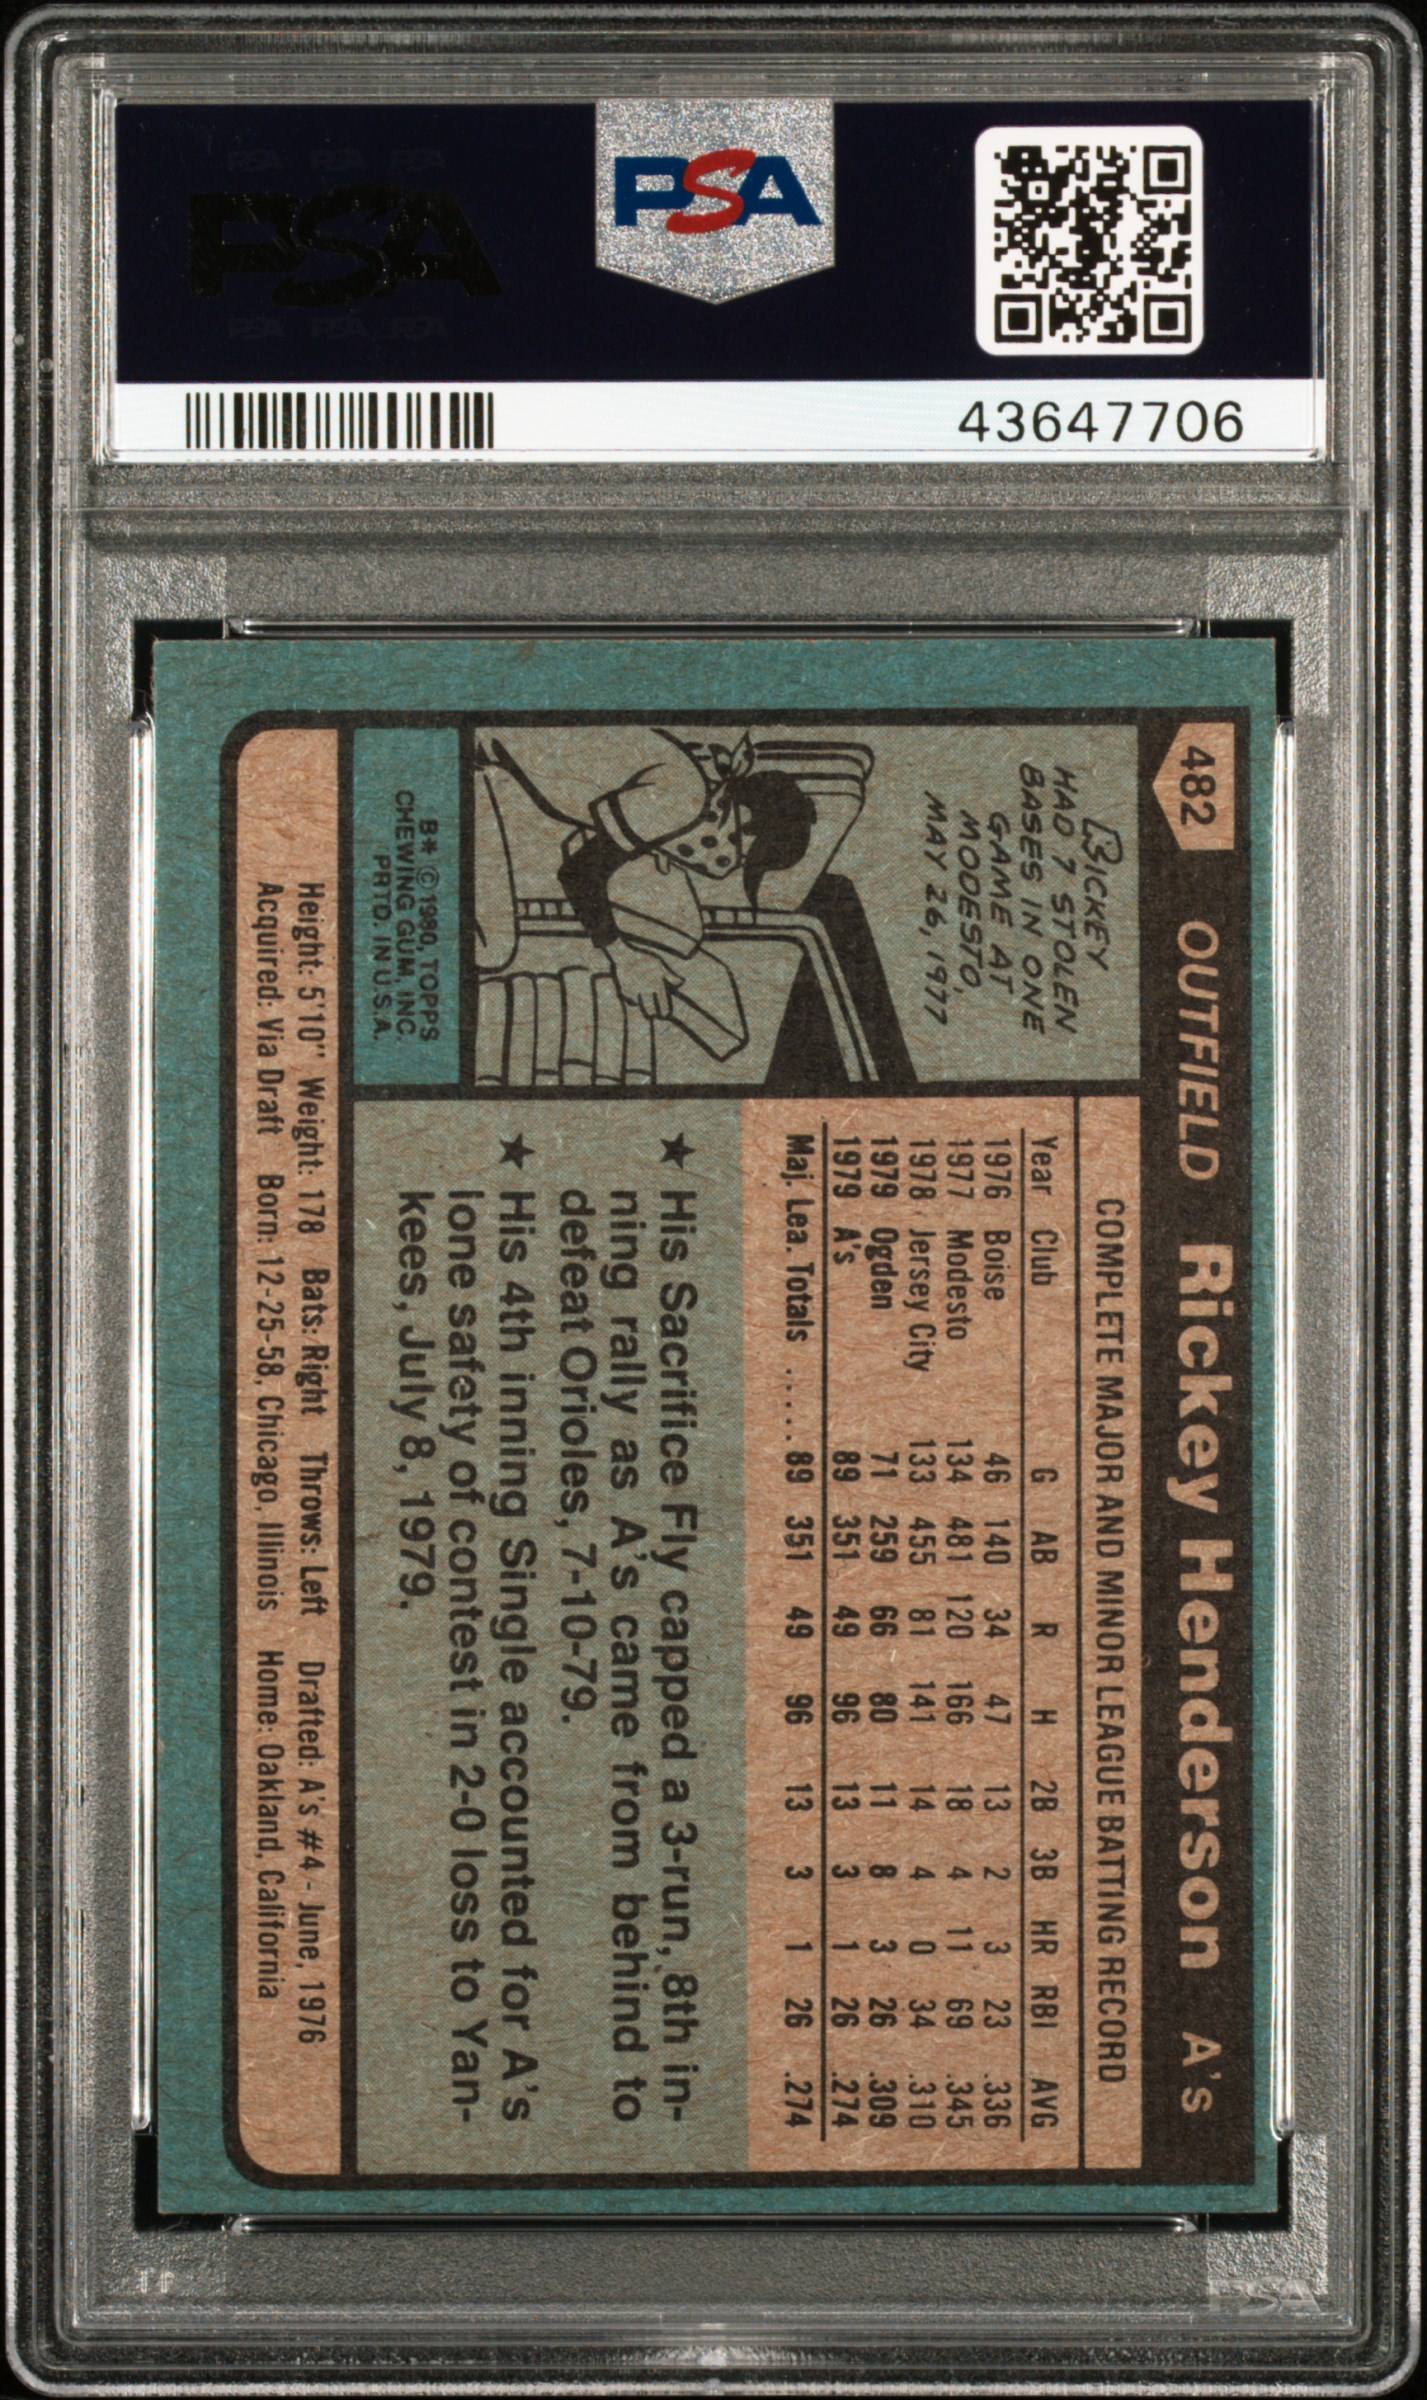 PSA PSA PSA
PSA
PSA PSA PSA
PSA
43647706
482 OUTFIELD Rickey Henderson A's
RICKEY
HAD 7 STOLEN
BASES IN ONE
GAME AT
MODESTO,
MAY 26, 1977
B* © 1980, TOPPS
CHEWING GUM, INC.
PRTD. IN U.S.A.
COMPLETE MAJOR AND MINOR LEAGUE BATTING RECORD
Year Club G AB R H 2B 3B HR RBI AVG
1976 Boise 46 140 34 47 13 2 3 23 .336
1977 Modesto 134 481 120 166 18 4 11 69 .345
1978 Jersey City 133 455 81 141 14 4 0 34 .310
1979 Ogden 71 259 66 80 11 8 3 26 .309
1979 A's 89 351 49 96 13 3 1 26 .274
Maj. Lea. Totals ..... 89 351 49 96 13 3 1 26 .274
★ His Sacrifice Fly capped a 3-run, 8th in-
ning rally as A's came from behind to
defeat Orioles, 7-10-79.
★ His 4th inning Single accounted for A's
lone safety of contest in 2-0 loss to Yan-
kees, July 8, 1979.
Height: 5'10" Weight: 178 Bats: Right Throws: Left Drafted: A's #4 - June, 1976
Acquired: Via Draft Born: 12-25-58, Chicago, Illinois Home: Oakland, California
PSA